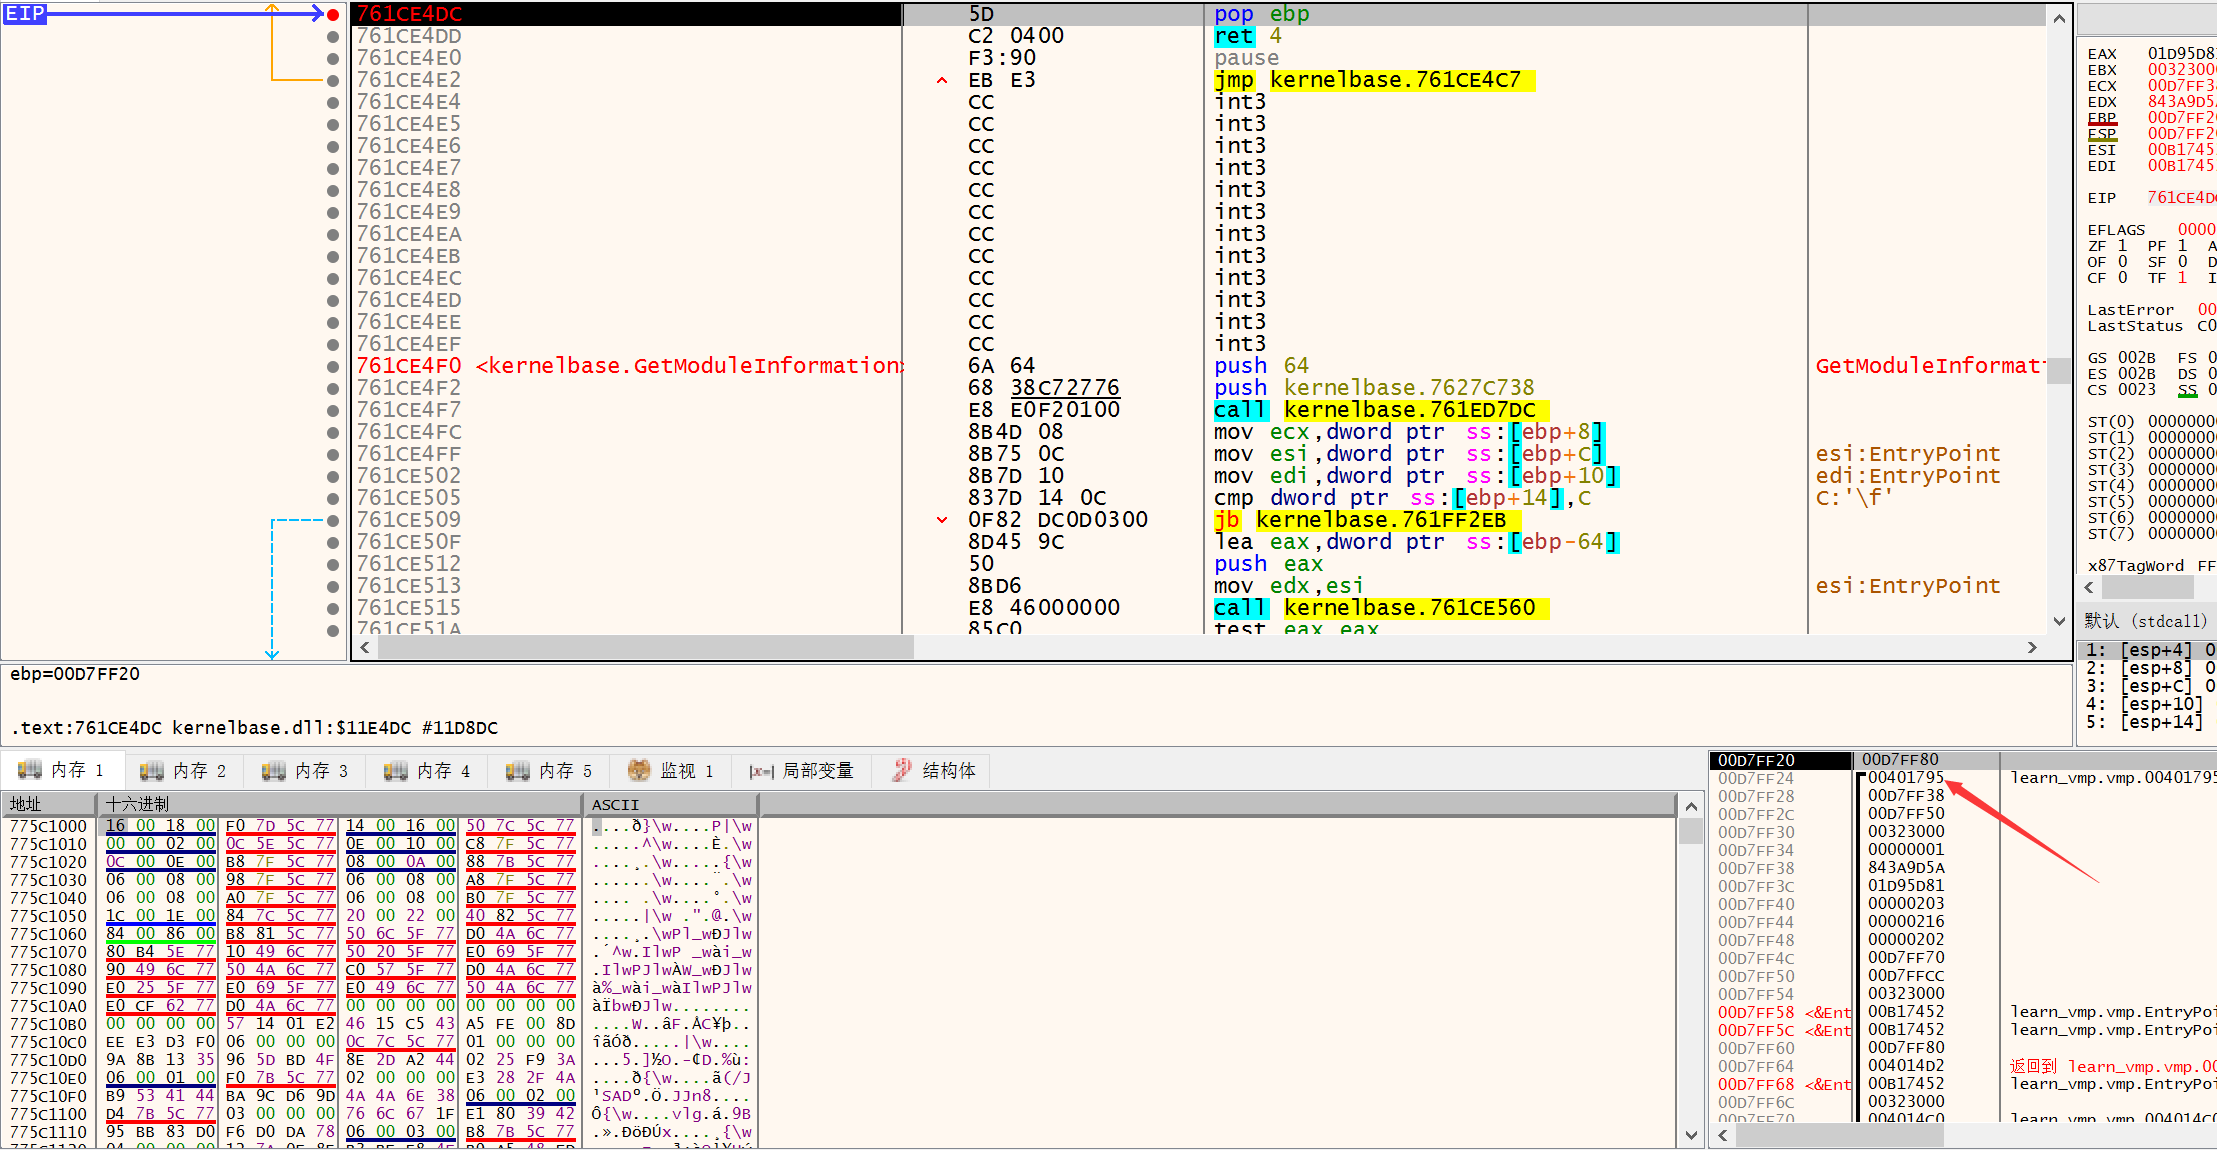 EIP
761CE4DC 5D pop ebp
761CE4DD C2 0400 ret 4
761CE4E0 F3:90 pause
761CE4E2 EB E3 jmp kernelbase.761CE4C7
761CE4E4 CC int3
761CE4E5 CC int3
761CE4E6 CC int3
761CE4E7 CC int3
761CE4E8 CC int3
761CE4E9 CC int3
761CE4EA CC int3
761CE4EB CC int3
761CE4EC CC int3
761CE4ED CC int3
761CE4EE CC int3
761CE4EF CC int3
761CE4F0 <kernelbase.GetModuleInformation> 6A 64 push 64 GetModuleInformat
761CE4F2 68 38C72776 push kernelbase.7627C738
761CE4F7 E8 E0F20100 call kernelbase.761ED7DC
761CE4FC 8B4D 08 mov ecx,dword ptr ss:[ebp+8]
761CE4FF 8B75 0C mov esi,dword ptr ss:[ebp+C] esi:EntryPoint
761CE502 8B7D 10 mov edi,dword ptr ss:[ebp+10] edi:EntryPoint
761CE505 837D 14 0C cmp dword ptr ss:[ebp+14],C C:'\f'
761CE509 0F82 DC0D0300 jb kernelbase.761FF2EB
761CE50F 8D45 9C lea eax,dword ptr ss:[ebp-64]
761CE512 50 push eax
761CE513 8BD6 mov edx,esi esi:EntryPoint
761CE515 E8 46000000 call kernelbase.761CE560
761CE51A 85C0 test eax,eax
EAX 01D95D8
EBX 0032300
ECX 00D7FF3
EDX 843A9D5
EBP 00D7FF2
ESP 00D7FF2
ESI 00B1745
EDI 00B1745
EIP 761CE4D
EFLAGS 0000
ZF 1 PF 1 A
OF 0 SF 0 D
CF 0 TF 1 I
LastError 00
LastStatus C0
GS 002B FS 0
ES 002B DS 0
CS 0023 SS 0
ST(0) 0000000
ST(1) 0000000
ST(2) 0000000
ST(3) 0000000
ST(4) 0000000
ST(5) 0000000
ST(6) 0000000
ST(7) 0000000
x87TagWord FF
默认 (stdcall)
1: [esp+4] 0
2: [esp+8] 0
3: [esp+C] 0
4: [esp+10]
5: [esp+14]
ebp=00D7FF20
.text:761CE4DC kernelbase.dll:$11E4DC #11D8DC
内存 1 内存 2 内存 3 内存 4 内存 5 监视 1 局部变量 结构体
地址 十六进制 ASCII
775C1000 16 00 18 00 F0 7D 5C 77 14 00 16 00 50 7C 5C 77 ....ð}\w....P|\w
775C1010 00 00 02 00 0C 5E 5C 77 0E 00 10 00 C8 7F 5C 77 .....^\w....È.\w
775C1020 0C 00 0E 00 B8 7F 5C 77 08 00 0A 00 88 7B 5C 77 ....¸.\w.....{\w
775C1030 06 00 08 00 98 7F 5C 77 06 00 08 00 A8 7F 5C 77 ......\w....¨.\w
775C1040 06 00 08 00 A0 7F 5C 77 06 00 08 00 B0 7F 5C 77 .... .\w....°.\w
775C1050 1C 00 1E 00 84 7C 5C 77 20 00 22 00 40 82 5C 77 .....|\w .".@.\w
775C1060 84 00 86 00 B8 81 5C 77 50 6C 5F 77 D0 4A 6C 77 ....¸.\wPl_wÐJlw
775C1070 80 B4 5E 77 10 49 6C 77 50 20 5F 77 E0 69 5F 77 .´^w.IlwP _wài_w
775C1080 90 49 6C 77 50 4A 6C 77 C0 57 5F 77 D0 4A 6C 77 .IlwPJlwÀW_wÐJlw
775C1090 E0 25 5F 77 E0 69 5F 77 E0 49 6C 77 50 4A 6C 77 à%_wài_wàIlwPJlw
775C10A0 E0 CF 62 77 D0 4A 6C 77 00 00 00 00 00 00 00 00 àÏbwÐJlw........
775C10B0 00 00 00 00 57 14 01 E2 46 15 C5 43 A5 FE 00 8D ....W..âF.ÅC¥þ..
775C10C0 EE E3 D3 F0 06 00 00 00 0C 7C 5C 77 01 00 00 00 îãÓð.....|\w....
775C10D0 9A 8B 13 35 96 5D BD 4F 8E 2D A2 44 02 25 F9 3A ...5.]½O.-¢D.%ù:
775C10E0 06 00 01 00 F0 7B 5C 77 02 00 00 00 E3 28 2F 4A ....ð{\w....ã(/J
775C10F0 B9 53 41 44 BA 9C D6 9D 4A 4A 6E 38 06 00 02 00 ¹SADº.Ö.JJn8....
775C1100 D4 7B 5C 77 03 00 00 00 76 6C 67 1F E1 80 39 42 Ô{\w....vlg.á.9B
775C1110 95 BB 83 D0 F6 D0 DA 78 06 00 03 00 B8 7B 5C 77 .».ÐöÐÚx....¸{\w
00D7FF20 00D7FF80
00D7FF24 00401795 learn_vmp.vmp.00401795
00D7FF28 00D7FF38
00D7FF2C 00D7FF50
00D7FF30 00323000
00D7FF34 00000001
00D7FF38 843A9D5A
00D7FF3C 01D95D81
00D7FF40 00000203
00D7FF44 00000216
00D7FF48 00000202
00D7FF4C 00D7FF70
00D7FF50 00D7FFCC
00D7FF54 00323000
00D7FF58 <&Ent 00B17452 learn_vmp.vmp.EntryPoi
00D7FF5C <&Ent 00B17452 learn_vmp.vmp.EntryPoi
00D7FF60 00D7FF80
00D7FF64 004014D2 返回到 learn_vmp.vmp.00
00D7FF68 <&Ent 00B17452 learn_vmp.vmp.EntryPoi
00D7FF6C 00323000
00D7FF70 004014C0 learn_vmp.vmp.004014C0